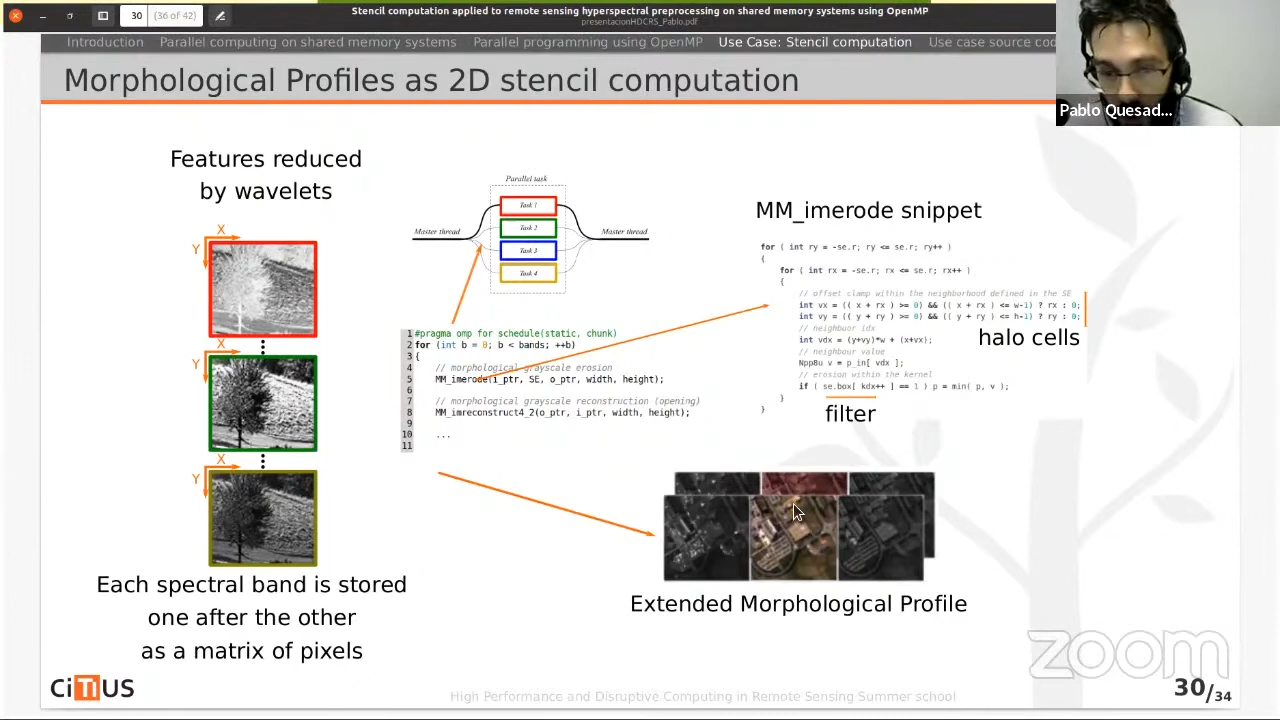 Stencil computation applied to remote sensing hyperspectral preprocessing on shared memory systems using OpenMP
presentacionHDCRS_Pablo.pdf
30 (36 of 42)
Introduction Parallel computing on shared memory systems Parallel programming using OpenMP Use Case: Stencil computation Use case source cod
Morphological Profiles as 2D stencil computation
Pablo Quesad...
Features reduced
by wavelets
X
Y
X
Y
X
Y
Each spectral band is stored
one after the other
as a matrix of pixels
Parallel task
Task 1
Master thread Task 2 Master thread
Task 3
Task 4
1 #pragma omp for schedule(static, chunk)
2 for (int b = 0; b < bands; ++b)
3 {
4 // morphological grayscale erosion
5 MM_imerode(i_ptr, SE, o_ptr, width, height);
6
7 // morphological grayscale reconstruction (opening)
8 MM_imreconstruct4_2(o_ptr, i_ptr, width, height);
9
10 ...
11
MM_imerode snippet
for ( int ry = -se.r; ry <= se.r; ry++ )
{
for ( int rx = -se.r; rx <= se.r; rx++ )
{
// offset clamp within the neighborhood defined in the SE
int vx = (( x + rx ) >= 0) && (( x + rx ) <= w-1) ? rx : 0;
int vy = (( y + ry ) >= 0) && (( y + ry ) <= h-1) ? ry : 0;
// neighbour idx
int vdx = (y+vy)*w + (x+vx);
// neighbour value
Npp8u v = p_in[ vdx ];
// erosion within the kernel
if ( se.box[ kdx++ ] == 1 ) p = min( p, v );
}
}
halo cells
filter
Extended Morphological Profile
zoom
CiTIUS
High Performance and Disruptive Computing in Remote Sensing Summer school
30/34